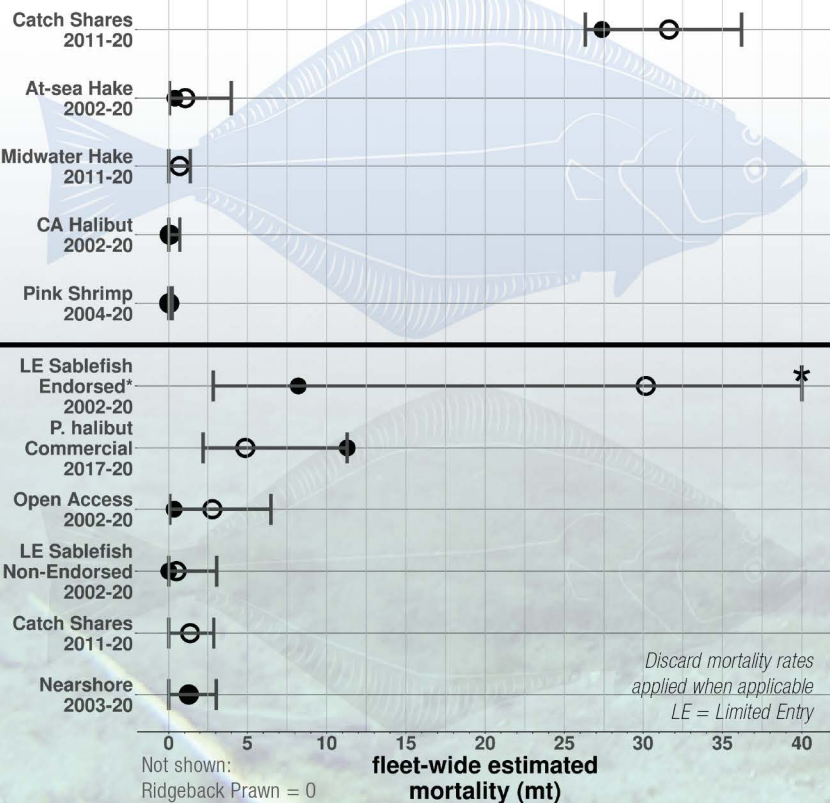 Catch Shares
2011-20
At-sea Hake
2002-20
Midwater Hake
2011-20
CA Halibut
2002-20
Pink Shrimp
2004-20
LE Sablefish
Endorsed*
2002-20
*
P. halibut
Commercial
2017-20
Open Access
2002-20
LE Sablefish
Non-Endorsed
2002-20
Catch Shares
2011-20
Nearshore
2003-20
Discard mortality rates
applied when applicable
LE = Limited Entry
0 5 10 15 20 25 30 35 40
Not shown:
Ridgeback Prawn = 0
fleet-wide estimated
mortality (mt)